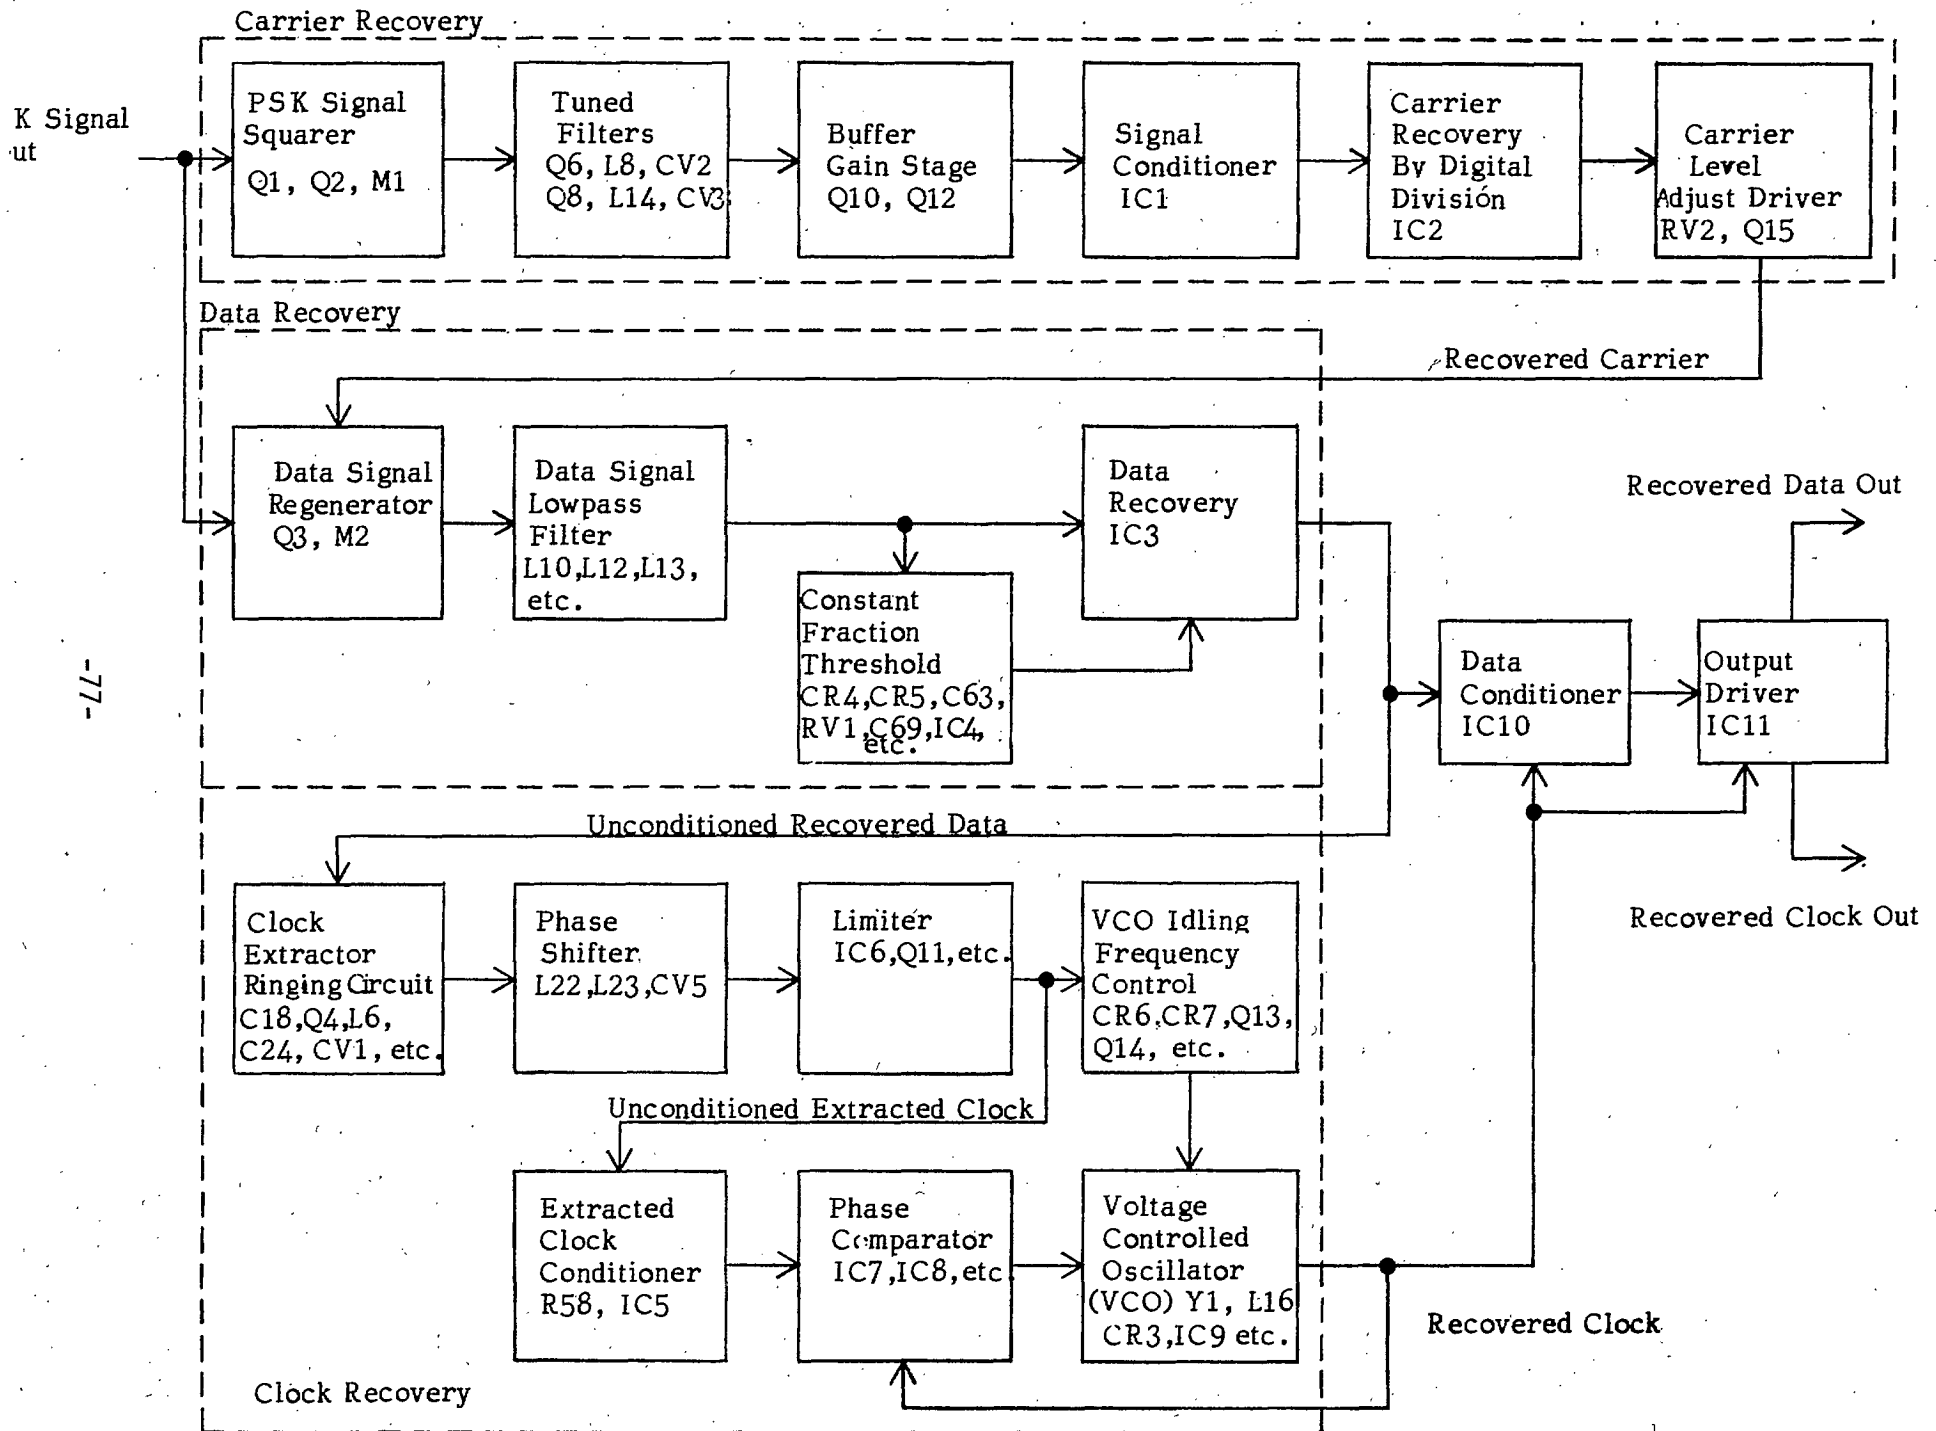 Carrier Recovery
K Signal
ut
PSK Signal
Squarer
Q1, Q2, M1
Tuned
Filters
Q6, L8, CV2
Q8, L14, CV3
Buffer
Gain Stage
Q10, Q12
Signal
Conditioner
IC1
Carrier
Recovery
By Digital
Division
IC2
Carrier
Level
Adjust Driver
RV2, Q15
Data Recovery
Recovered Carrier
Data Signal
Regenerator
Q3, M2
Data Signal
Lowpass
Filter
L10,L12,L13,
etc.
Constant
Fraction
Threshold
CR4,CR5,C63,
RV1,C69,IC4,
etc.
Data
Recovery
IC3
Recovered Data Out
Data
Conditioner
IC10
Output
Driver
IC11
-77-
Unconditioned Recovered Data
Recovered Clock Out
Clock
Extractor
Ringing Circuit
C18,Q4,L6,
C24, CV1, etc.
Phase
Shifter
L22,L23,CV5
Limiter
IC6,Q11,etc.
VCO Idling
Frequency
Control
CR6,CR7,Q13,
Q14, etc.
Unconditioned Extracted Clock
Extracted
Clock
Conditioner
R58, IC5
Phase
Comparator
IC7,IC8,etc
Voltage
Controlled
Oscillator
(VCO) Y1, L16
CR3,IC9 etc.
Recovered Clock
Clock Recovery